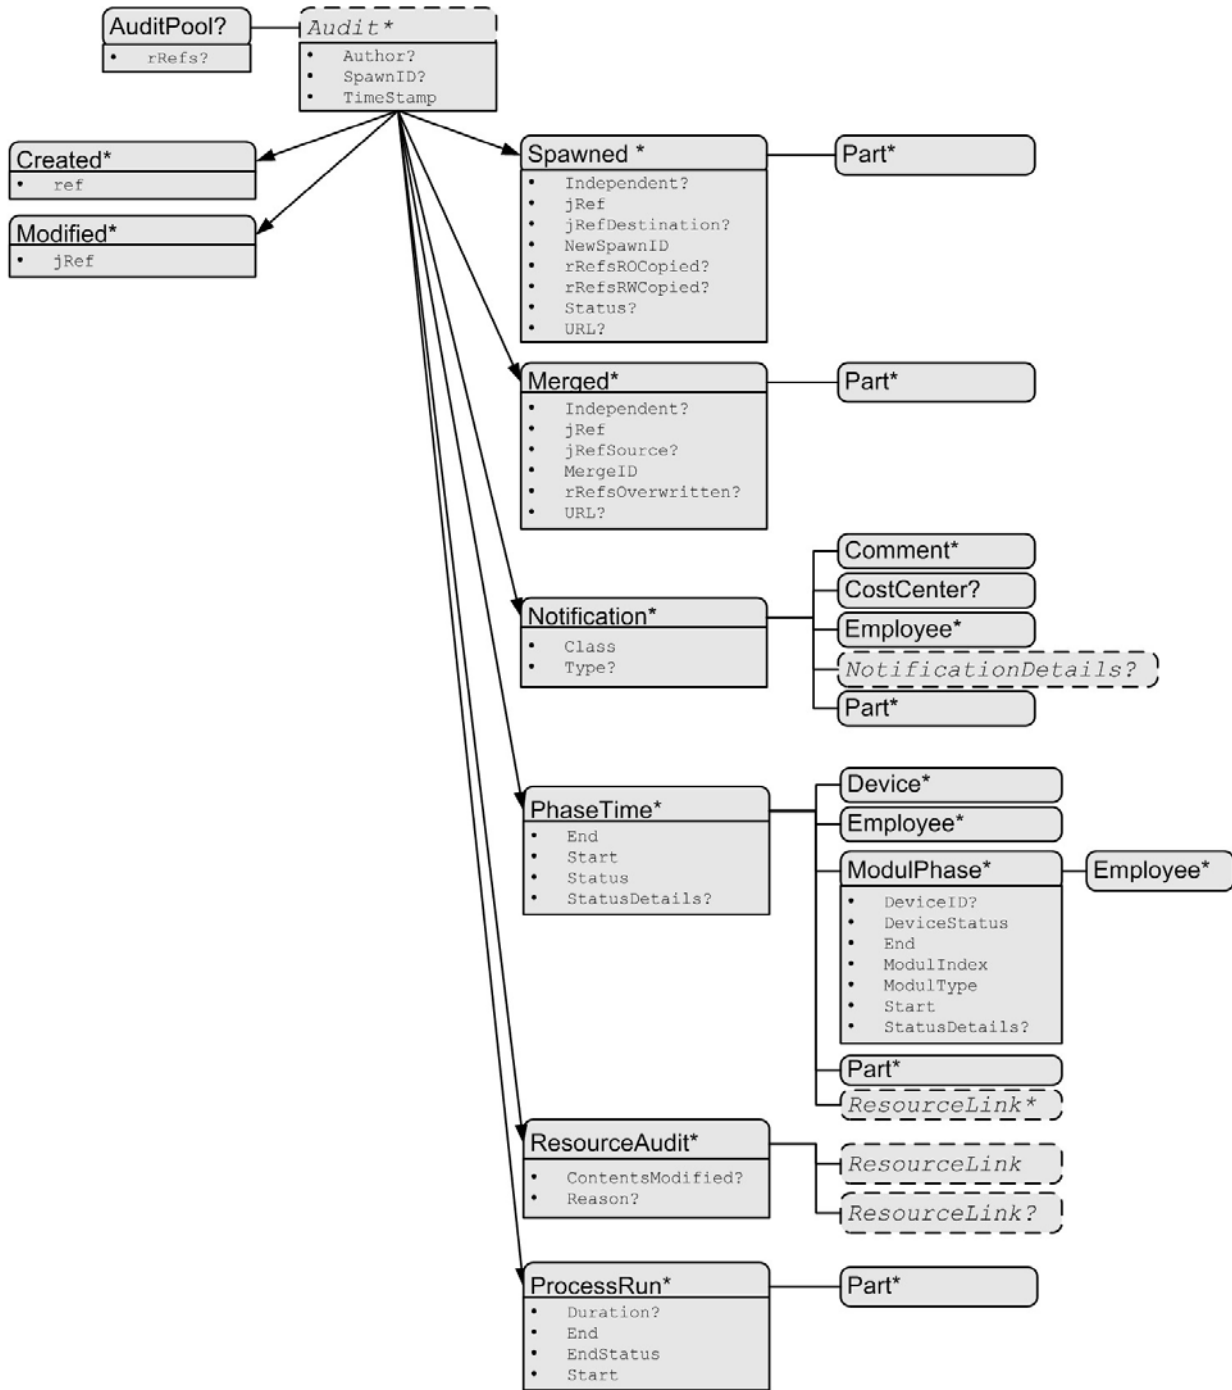 AuditPool?
• rRefs?
Audit*
• Author?
• SpawnID?
• TimeStamp
Created*
• ref
Modified*
• jRef
Spawned *
• Independent?
• jRef
• jRefDestination?
• NewSpawnID
• rRefsROCopied?
• rRefsRWCopied?
• Status?
• URL?
Part*
Merged*
• Independent?
• jRef
• jRefSource?
• MergeID
• rRefsOverwritten?
• URL?
Part*
Notification*
• Class
• Type?
Comment*
CostCenter?
Employee*
NotificationDetails?
Part*
PhaseTime*
• End
• Start
• Status
• StatusDetails?
Device*
Employee*
ModulPhase*
• DeviceID?
• DeviceStatus
• End
• ModulIndex
• ModulType
• Start
• StatusDetails?
Employee*
Part*
ResourceLink*
ResourceAudit*
• ContentsModified?
• Reason?
ResourceLink
ResourceLink?
ProcessRun*
• Duration?
• End
• EndStatus
• Start
Part*